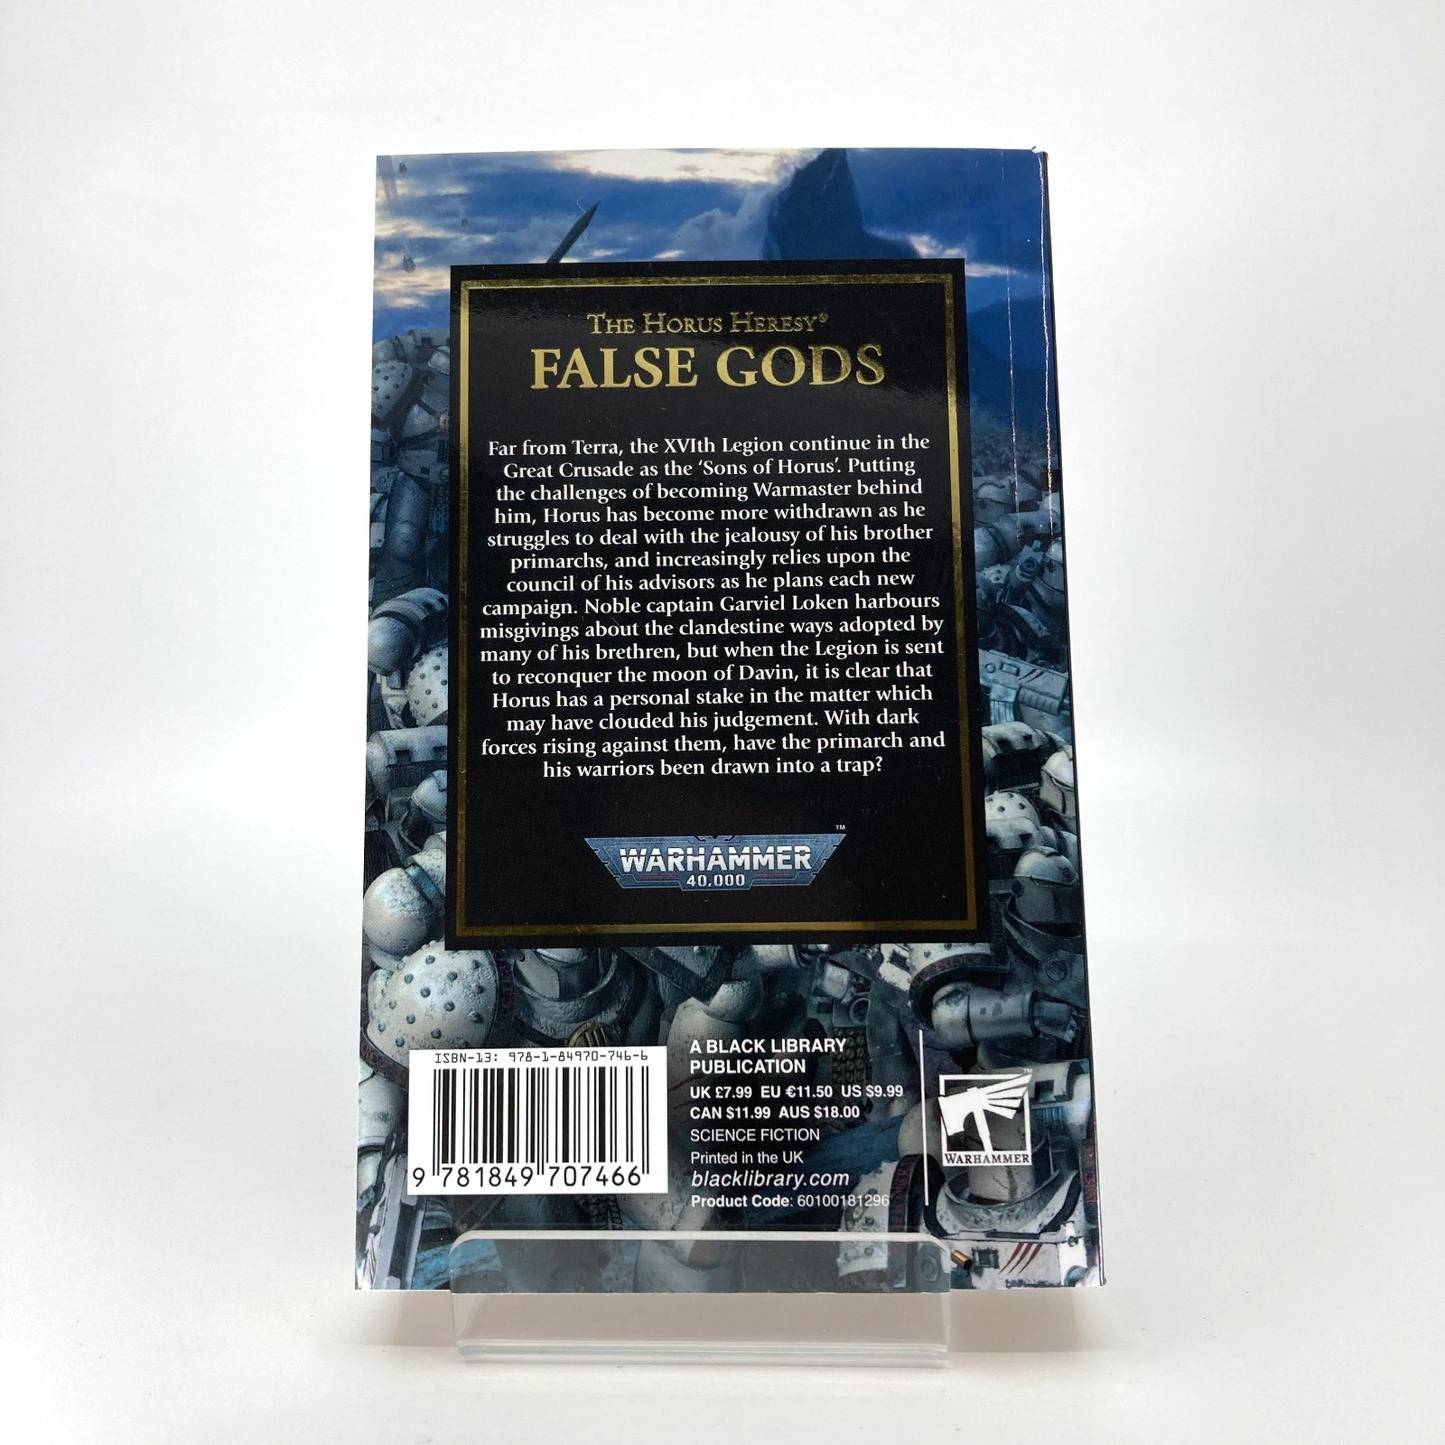 THE HORUS HERESY®
FALSE GODS
Far from Terra, the XVIth Legion continue in the
Great Crusade as the ‘Sons of Horus’. Putting
the challenges of becoming Warmaster behind
him, Horus has become more withdrawn as he
struggles to deal with the jealousy of his brother
primarchs, and increasingly relies upon the
council of his advisors as he plans each new
campaign. Noble captain Garviel Loken harbours
misgivings about the clandestine ways adopted by
many of his brethren, but when the Legion is sent
to reconquer the moon of Davin, it is clear that
Horus has a personal stake in the matter which
may have clouded his judgement. With dark
forces rising against them, have the primarch and
his warriors been drawn into a trap?
WARHAMMER™
40,000
ISBN-13: 978-1-84970-746-6
9 781849 707466
A BLACK LIBRARY
PUBLICATION
UK £7.99 EU €11.50 US $9.99
CAN $11.99 AUS $18.00
SCIENCE FICTION
Printed in the UK
blacklibrary.com
Product Code: 60100181296
WARHAMMER™